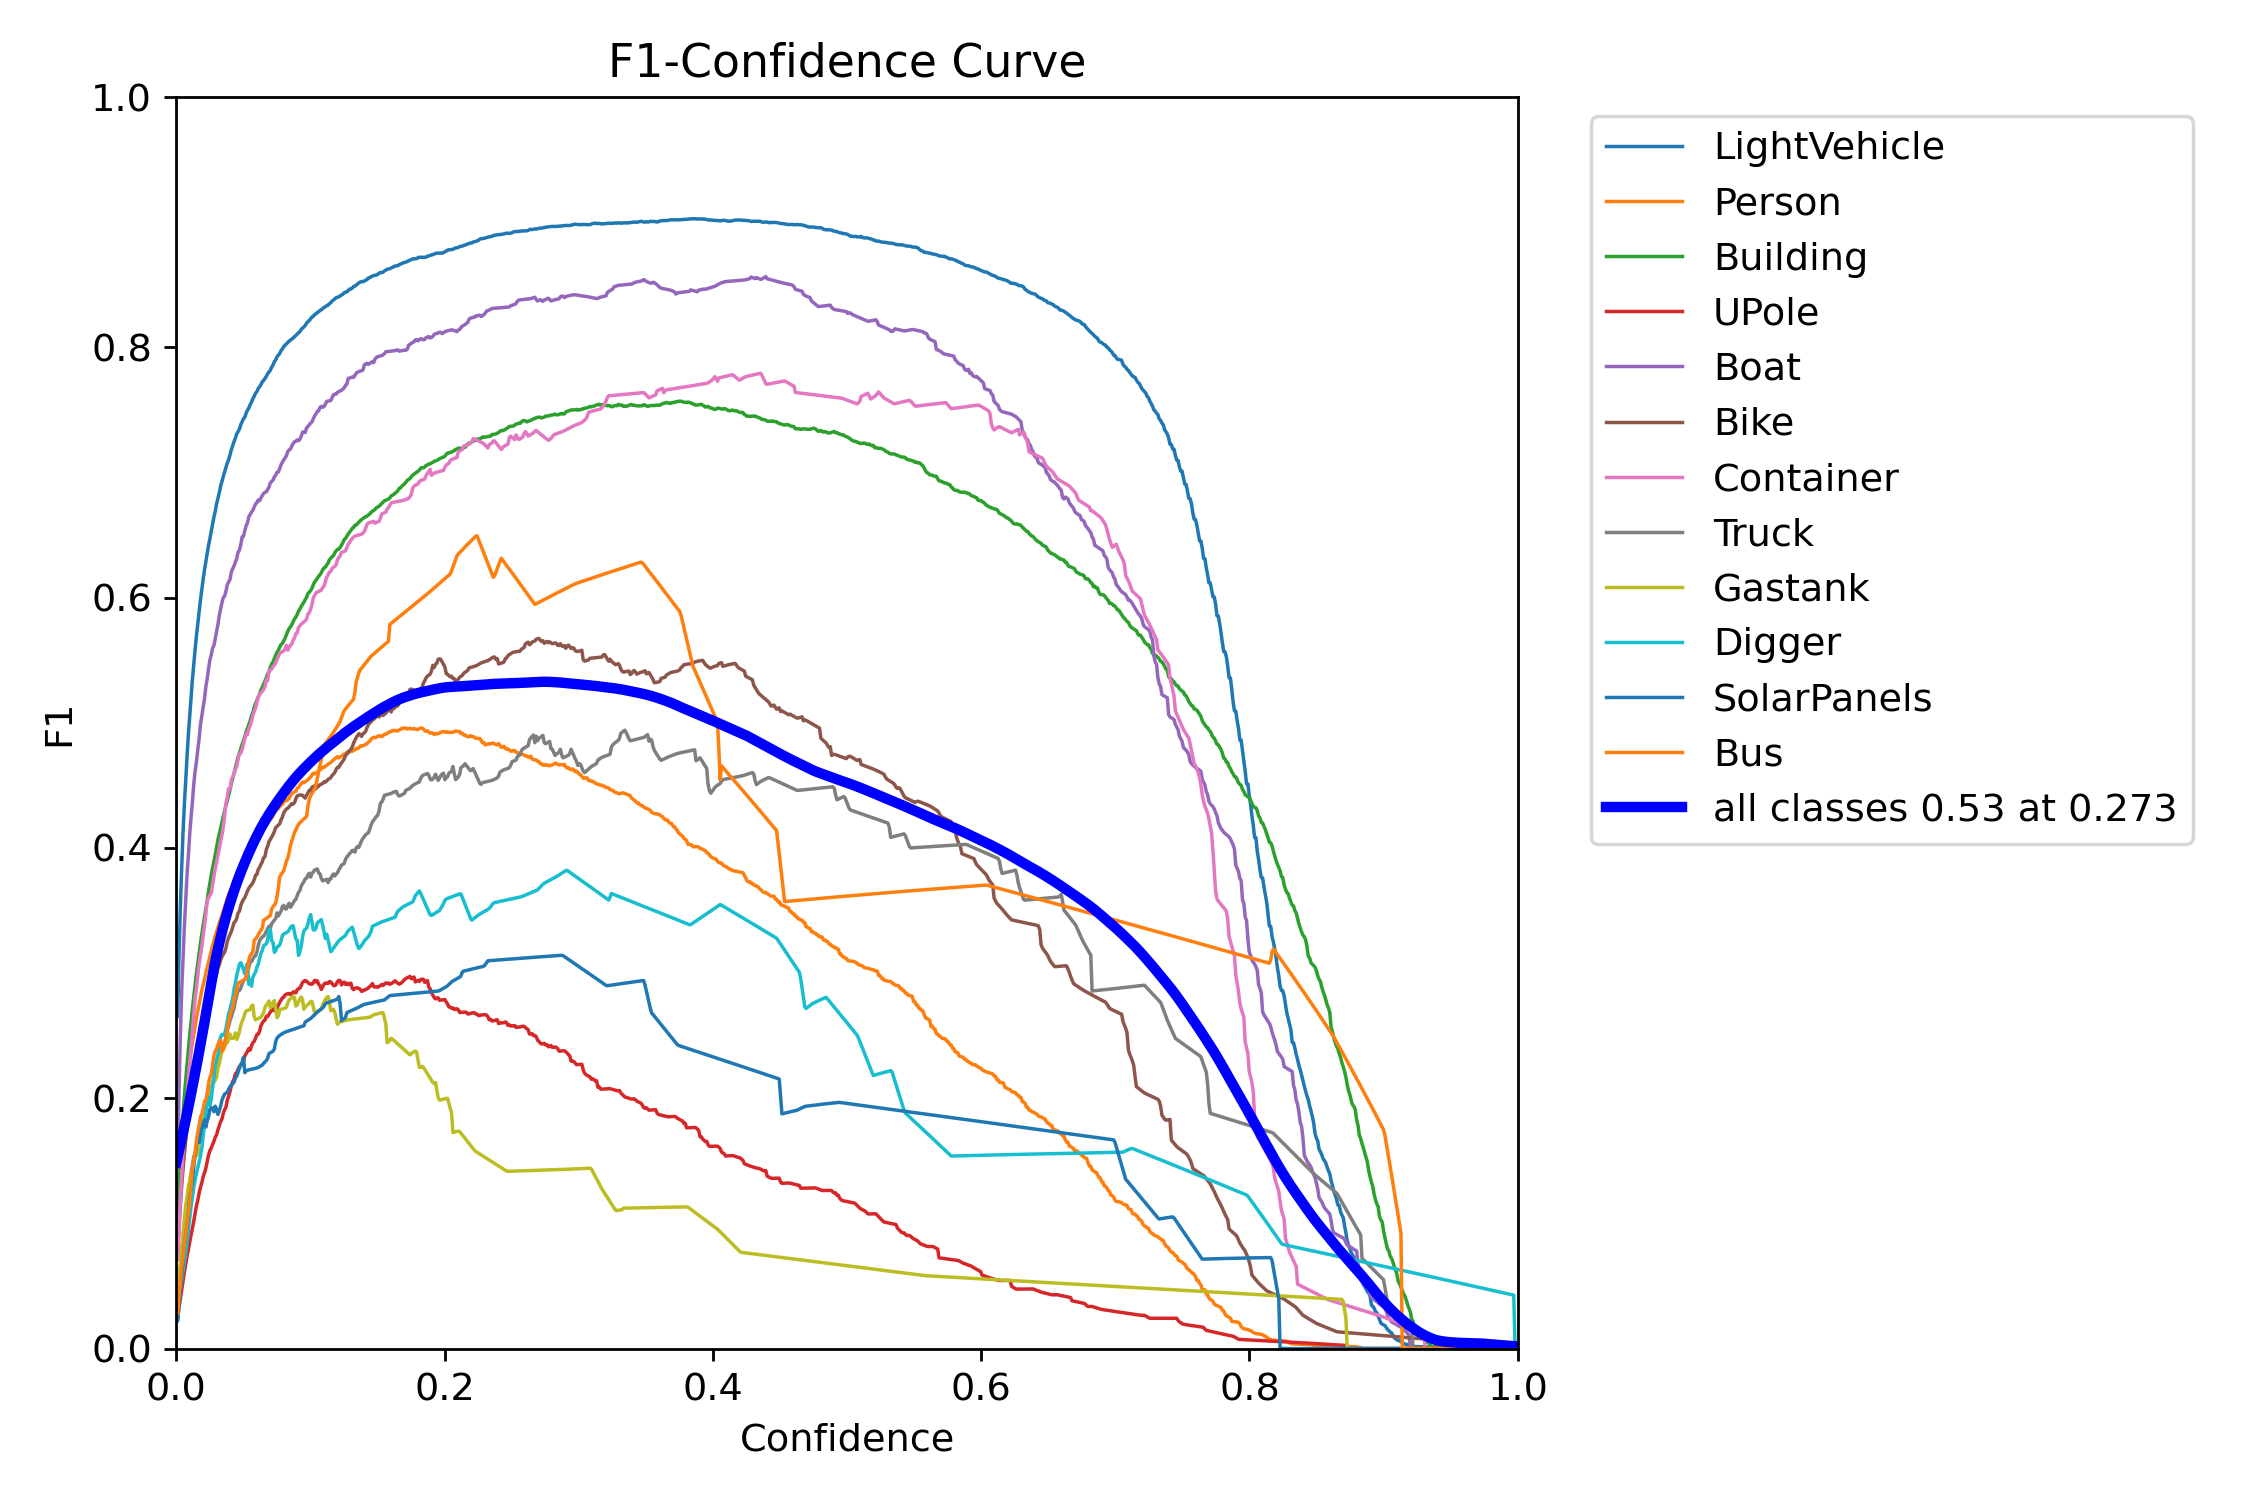 F1-Confidence Curve
1.0
0.8
0.6
0.4
0.2
0.0
F1
0.0 0.2 0.4 0.6 0.8 1.0
Confidence
LightVehicle
Person
Building
UPole
Boat
Bike
Container
Truck
Gastank
Digger
SolarPanels
Bus
all classes 0.53 at 0.273